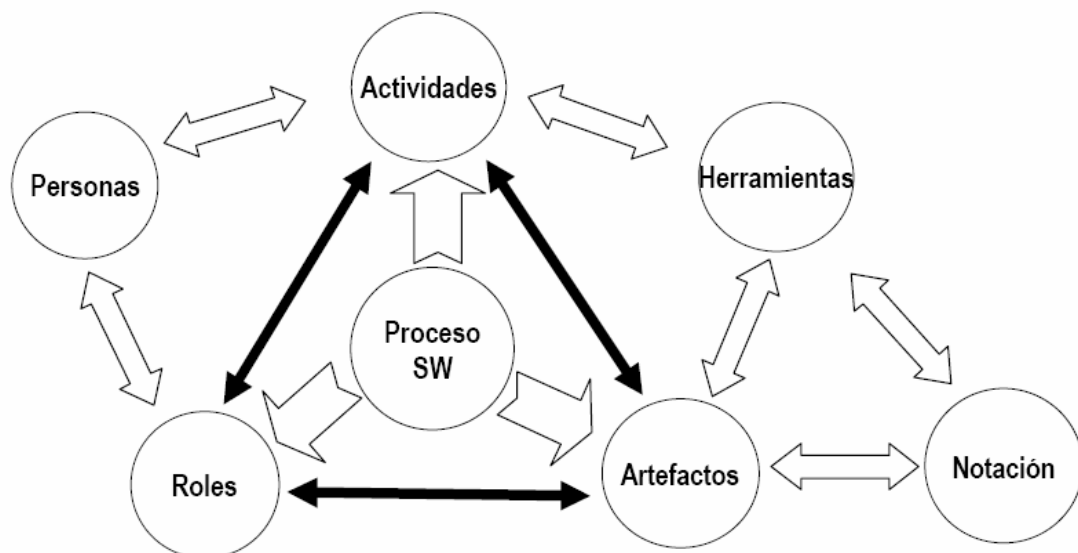 Actividades
Personas
Herramientas
Proceso
SW
Roles
Artefactos
Notación